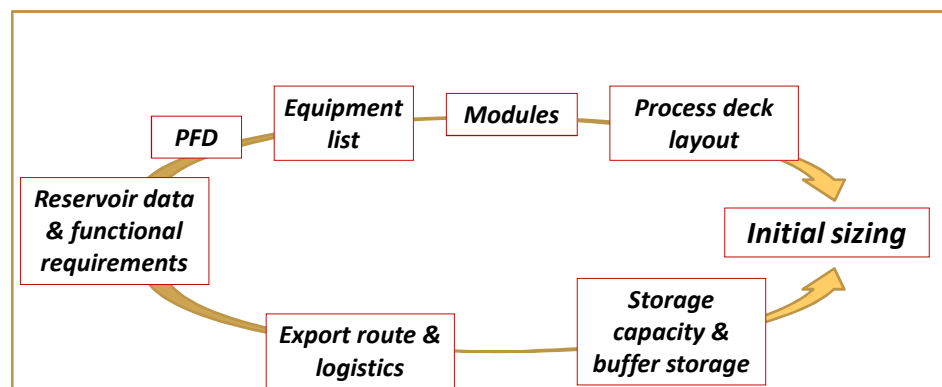 PFD
Equipment
list
Modules
Process deck
layout
Reservoir data
& functional
requirements
Initial sizing
Export route &
logistics
Storage
capacity &
buffer storage